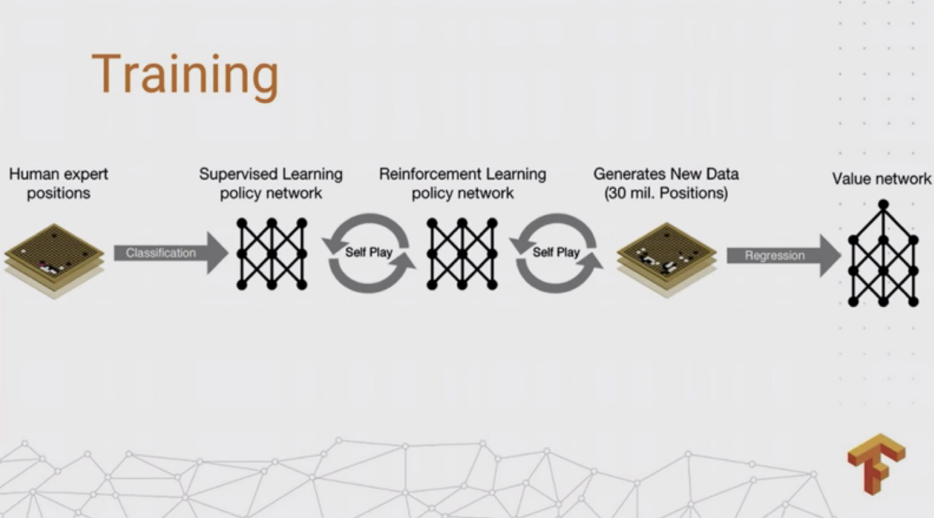 Training
Human expert
positions
Supervised Learning
policy network
Reinforcement Learning
policy network
Generates New Data
(30 mil. Positions)
Value network
Classification
Self Play
Self Play
Regression